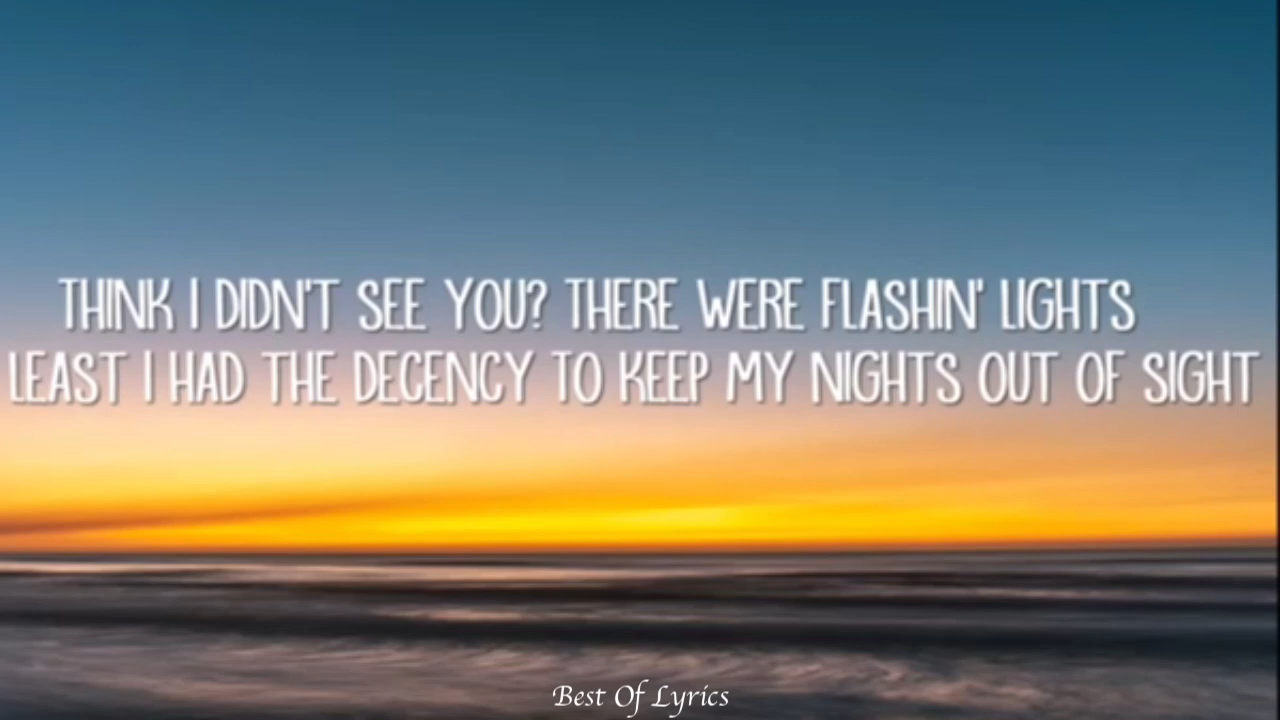 THINK I DIDN'T SEE YOU? THERE WERE FLASHIN' LIGHTS
LEAST I HAD THE DECENCY TO KEEP MY NIGHTS OUT OF SIGHT
Best Of Lyrics